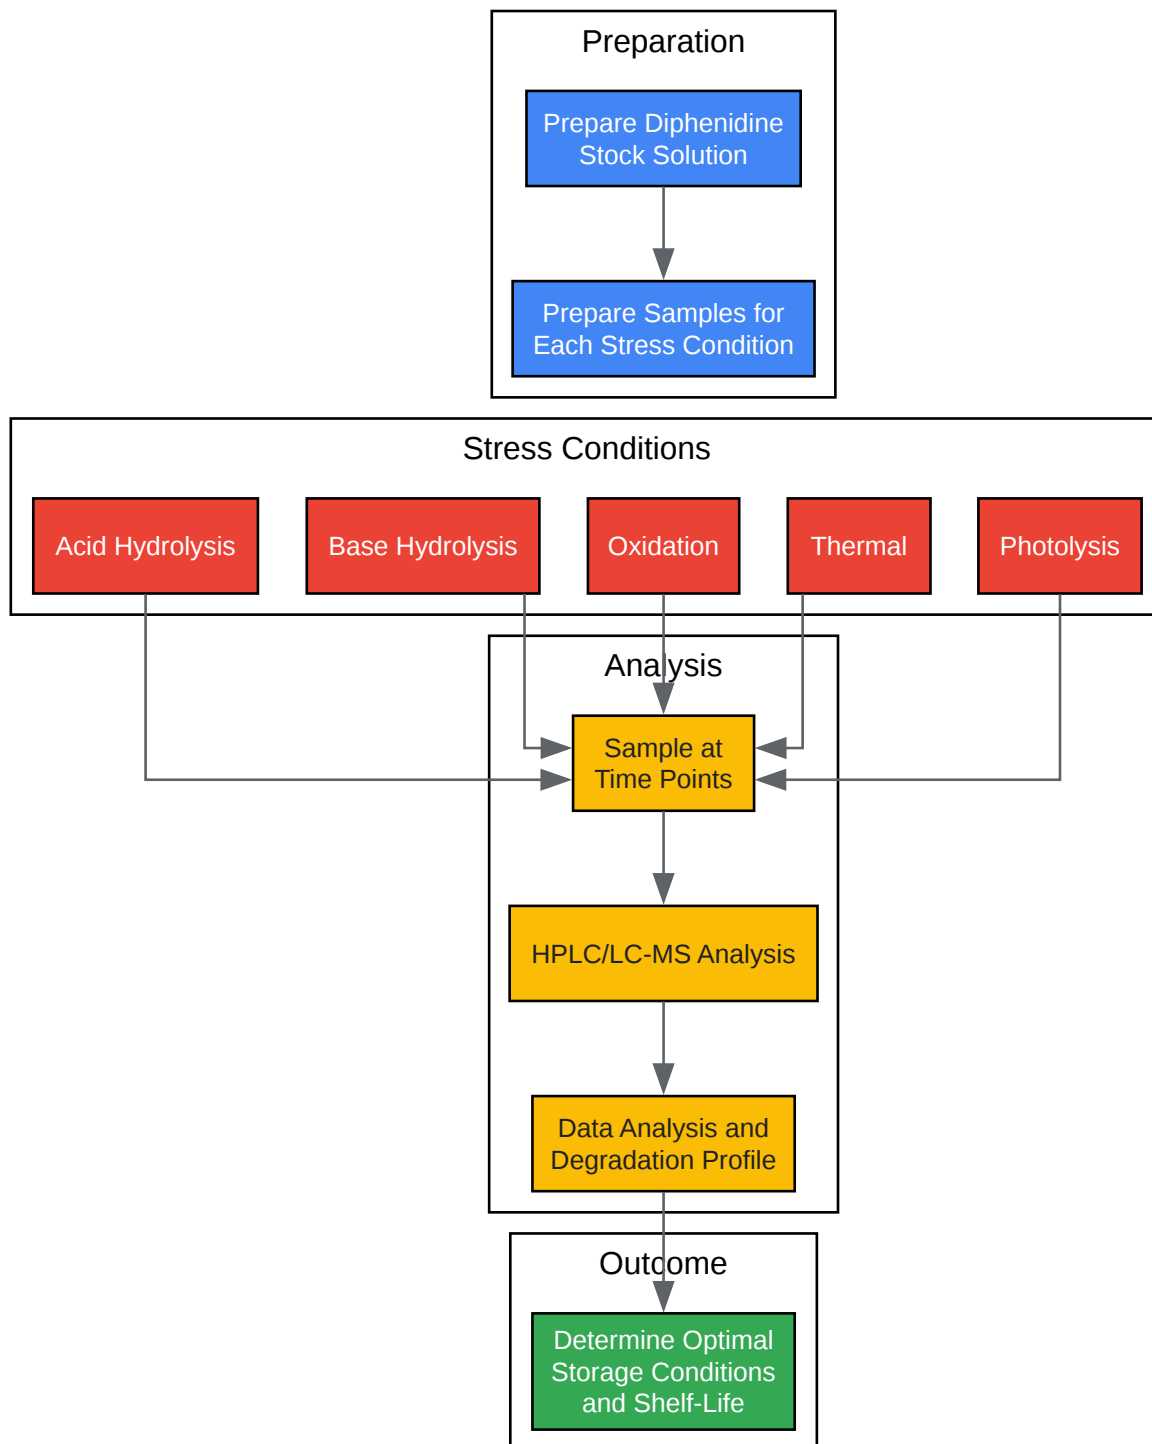 Preparation
Prepare Diphenidine
Stock Solution
Prepare Samples for
Each Stress Condition
Stress Conditions
Acid Hydrolysis
Base Hydrolysis
Oxidation
Thermal
Photolysis
Analysis
Sample at
Time Points
HPLC/LC-MS Analysis
Data Analysis and
Degradation Profile
Outcome
Determine Optimal
Storage Conditions
and Shelf-Life